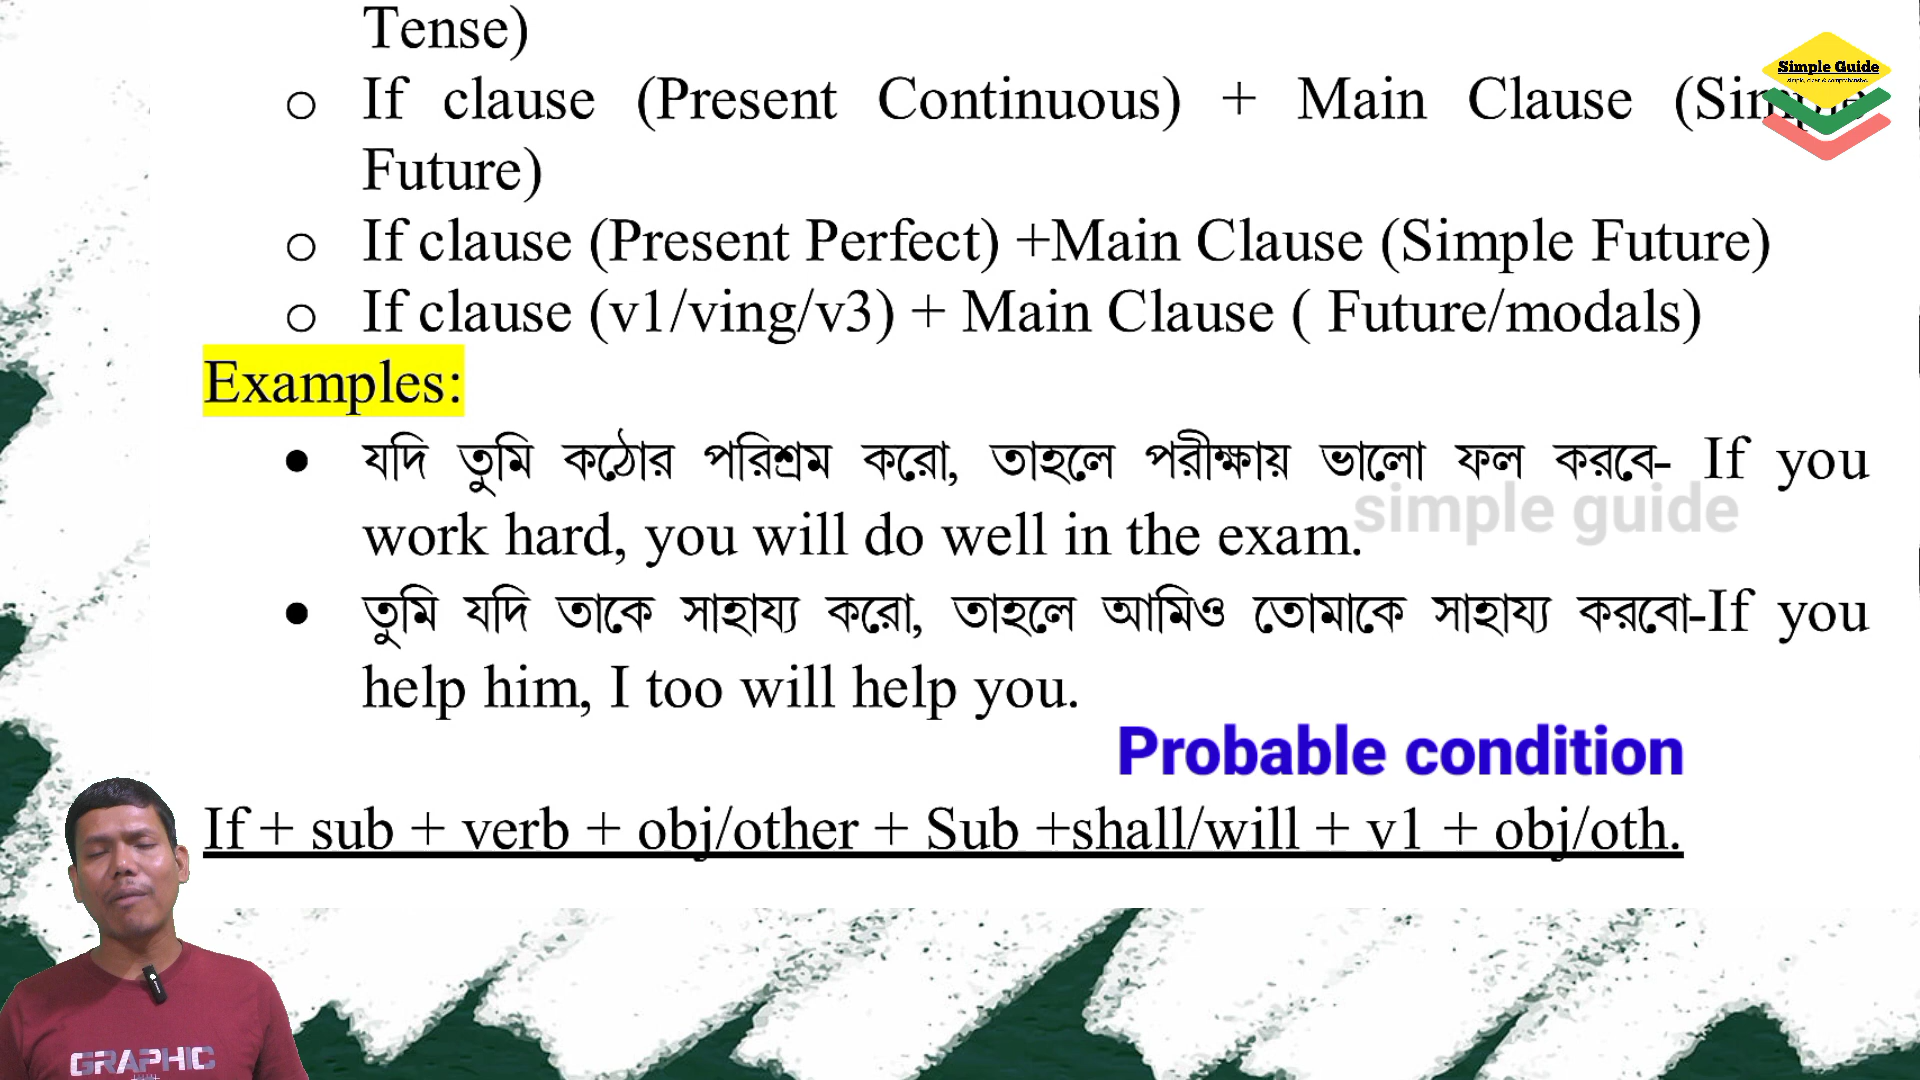 Tense)
Simple Guide
If clause (Present Continuous) + Main Clause (Simple
Future)
If clause (Present Perfect) +Main Clause (Simple Future)
If clause (v1/ving/v3) + Main Clause ( Future/modals)
Examples:
যদি তুমি কঠোর পরিশ্রম করো, তাহলে পরীক্ষায় ভালো ফল করবে- If you
simple guide
work hard, you will do well in the exam.
তুমি যদি তাকে সাহায্য করো, তাহলে আমিও তোমাকে সাহায্য করবো-If you
help him, I too will help you.
Probable condition
If + sub + verb + obj/other + Sub +shall/will + v1 + obj/oth.
GRAPHIC